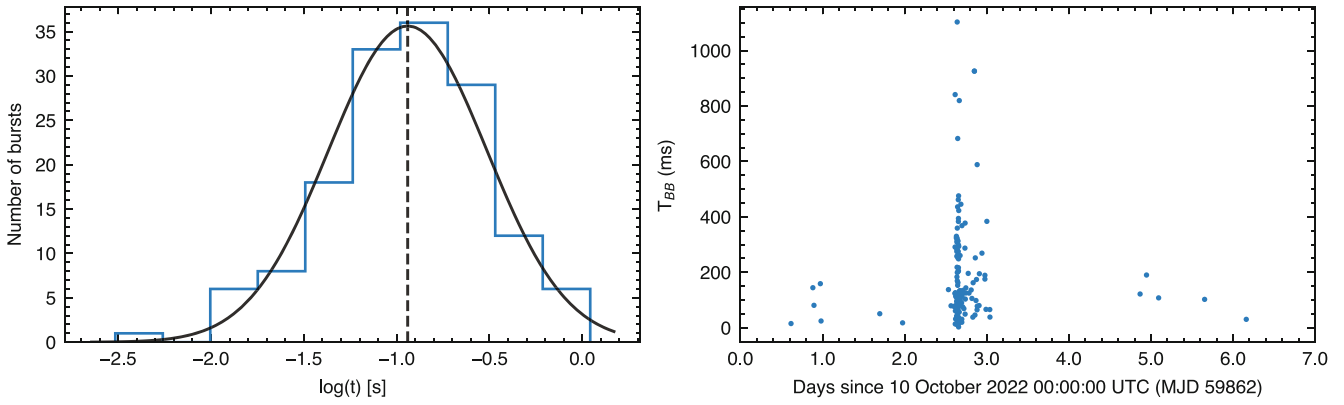 35
30
25
20
15
10
5
0
Number of bursts
−2.5 −2.0 −1.5 −1.0 −0.5 0.0
log(t) [s]
1000
800
600
400
200
0
T_BB (ms)
0.0 1.0 2.0 3.0 4.0 5.0 6.0 7.0
Days since 10 October 2022 00:00:00 UTC (MJD 59862)